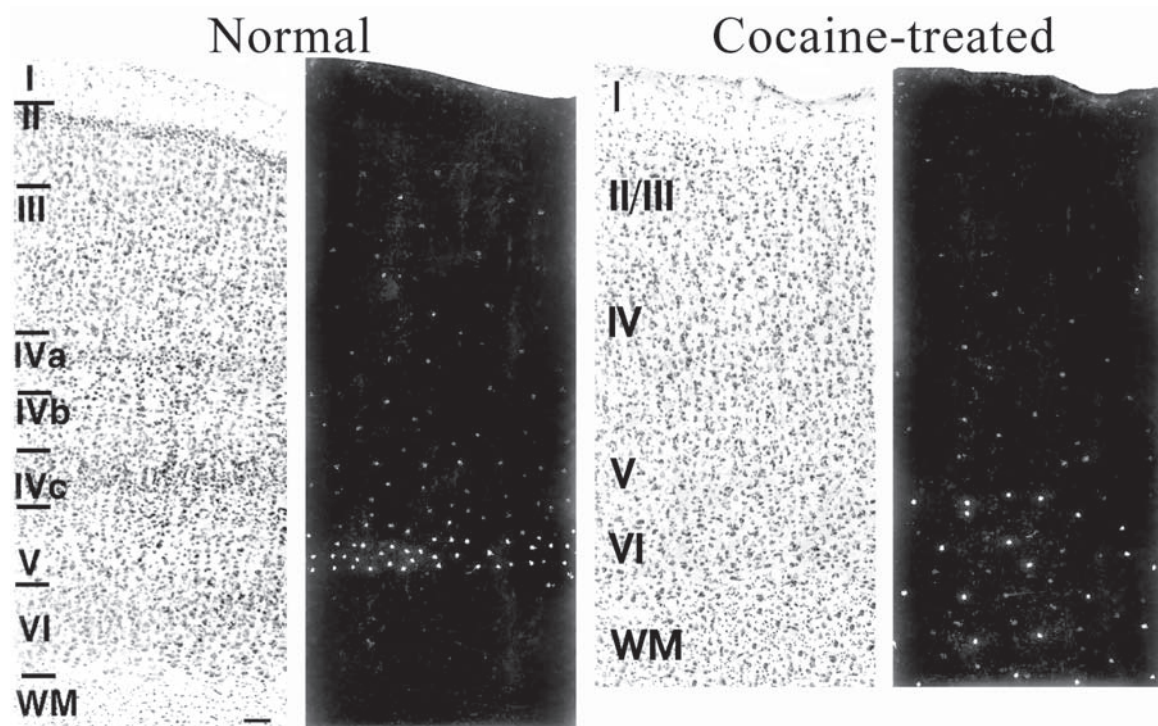 Normal
Cocaine-treated
I
II
III
IVa
IVb
IVc
V
VI
WM
I
II/III
IV
V
VI
WM